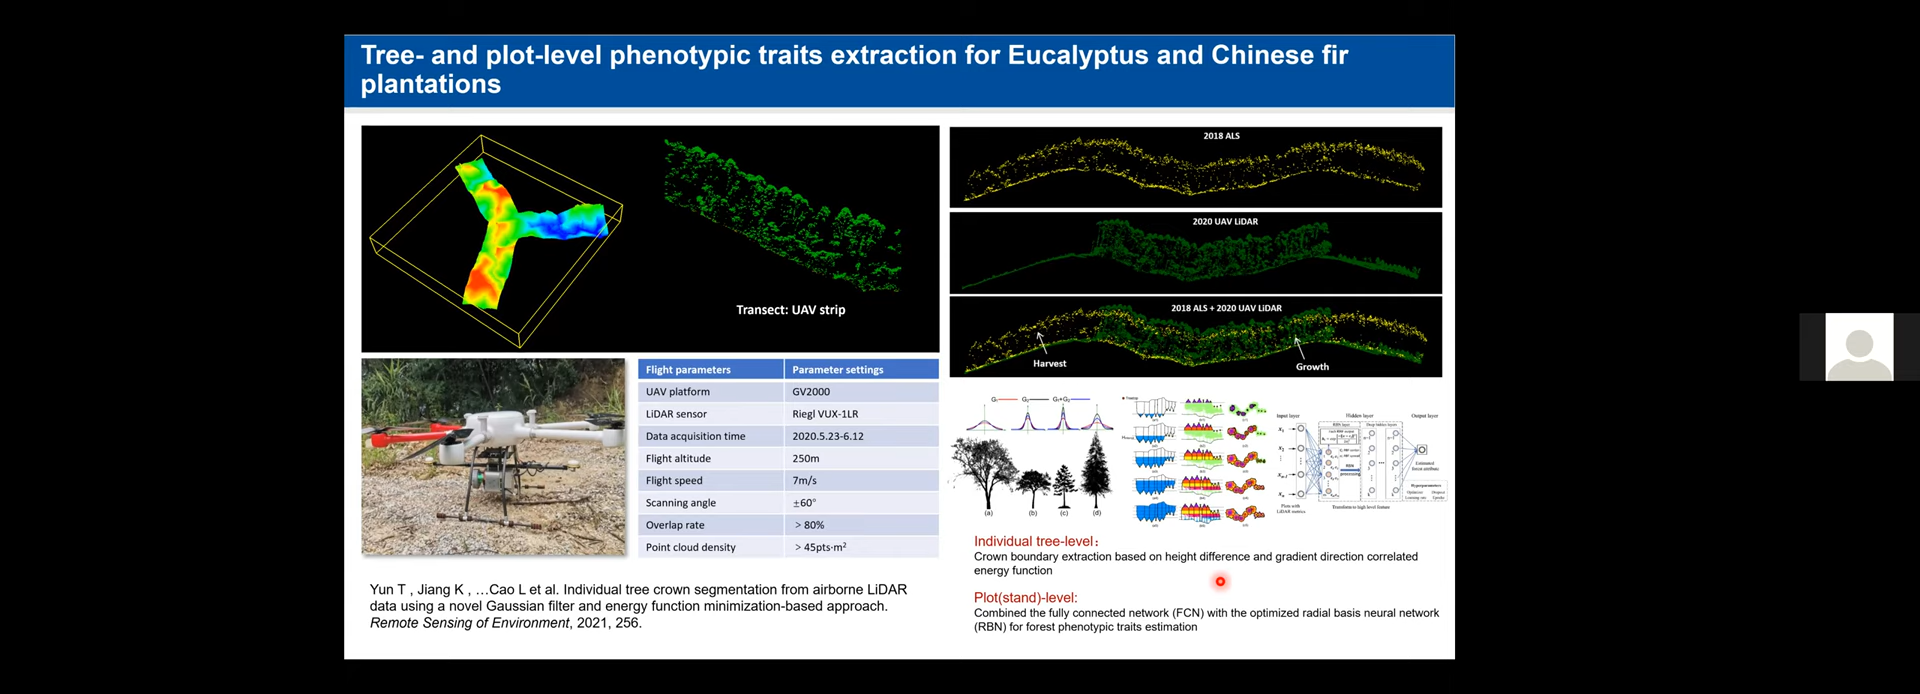 Tree- and plot-level phenotypic traits extraction for Eucalyptus and Chinese fir
plantations
Transect: UAV strip
2018 ALS
2020 UAV LiDAR
2018 ALS + 2020 UAV LiDAR
Harvest
Growth
Flight parameters Parameter settings
UAV platform GV2000
LiDAR sensor Riegl VUX-1LR
Data acquisition time 2020.5.23-6.12
Flight altitude 250m
Flight speed 7m/s
Scanning angle ±60°
Overlap rate > 80%
Point cloud density > 45pts·m²
(a) (b) (c) (d)
Input layer Hidden layer Output layer
Individual tree-level:
Crown boundary extraction based on height difference and gradient direction correlated
energy function
Plot(stand)-level:
Combined the fully connected network (FCN) with the optimized radial basis neural network
(RBN) for forest phenotypic traits estimation
Yun T , Jiang K , …Cao L et al. Individual tree crown segmentation from airborne LiDAR
data using a novel Gaussian filter and energy function minimization-based approach.
Remote Sensing of Environment, 2021, 256.